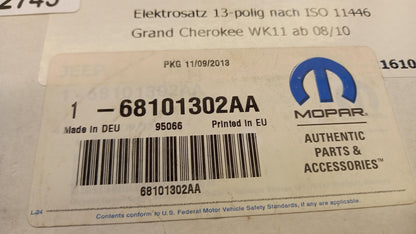 2745
Elektrosatz 13-polig nach ISO 11446
Grand Cherokee WK11 ab 08/10
PKG 11/09/2013
1610
1 -68101302AA
MOPAR
Made in DEU 95066 Printed in EU
AUTHENTIC
PARTS &
ACCESSORIES™
68101302AA
L-24
Contents conform to U.S. Federal Motor Vehicle Safety Standards, if any are applicable.